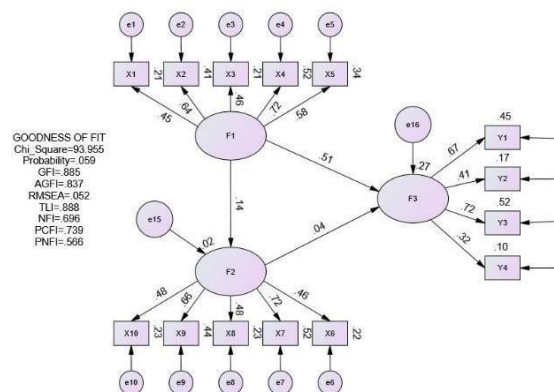 e1 e2 e3 e4 e5
X1 .21 X2 .41 X3 .21 X4 .52 X5 .34
.45 .64 .46 .72 .58
F1
GOODNESS OF FIT
Chi_Square=93.955
Probability=.059
GFI=.885
AGFI=.837
RMSEA=.052
TLI=.888
NFI=.696
PCFI=.739
PNFI=.566
e16
.51
.27
F3
.45
.67 Y1
.17
.41 Y2
.52
.72 Y3
.10
.32 Y4
.14
.04
e15
.02
F2
.48 .66 .48 .72 .46
X10 .23 X9 .44 X8 .23 X7 .52 X6 .22
e10 e9 e8 e7 e6